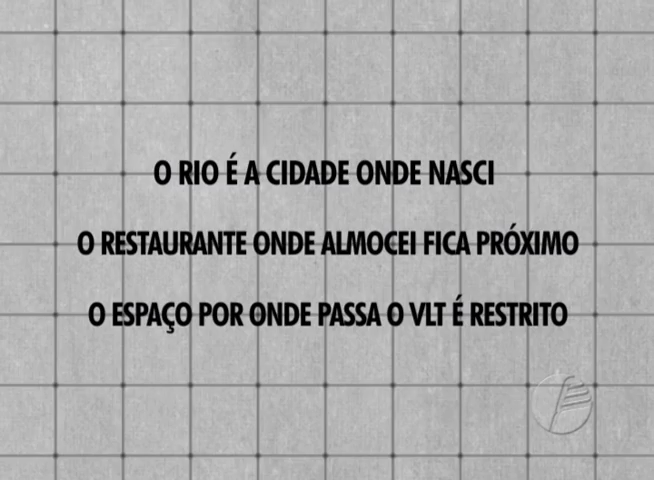 O RIO É A CIDADE ONDE NASCI
O RESTAURANTE ONDE ALMOCEI FICA PRÓXIMO
O ESPAÇO POR ONDE PASSA O VLT É RESTRITO